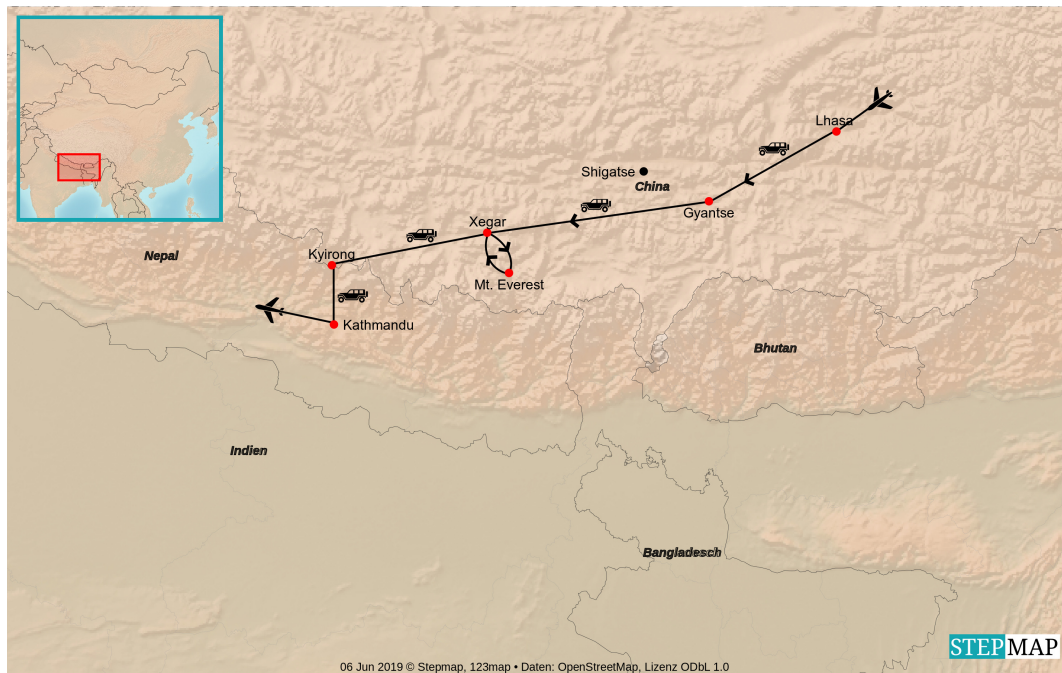 Lhasa
Shigatse
China
Gyantse
Xegar
Nepal
Kyirong
Mt. Everest
Kathmandu
Bhutan
Indien
Bangladesch
STEPMAP
06 Jun 2019 © Stepmap, 123map • Daten: OpenStreetMap, Lizenz ODbL 1.0